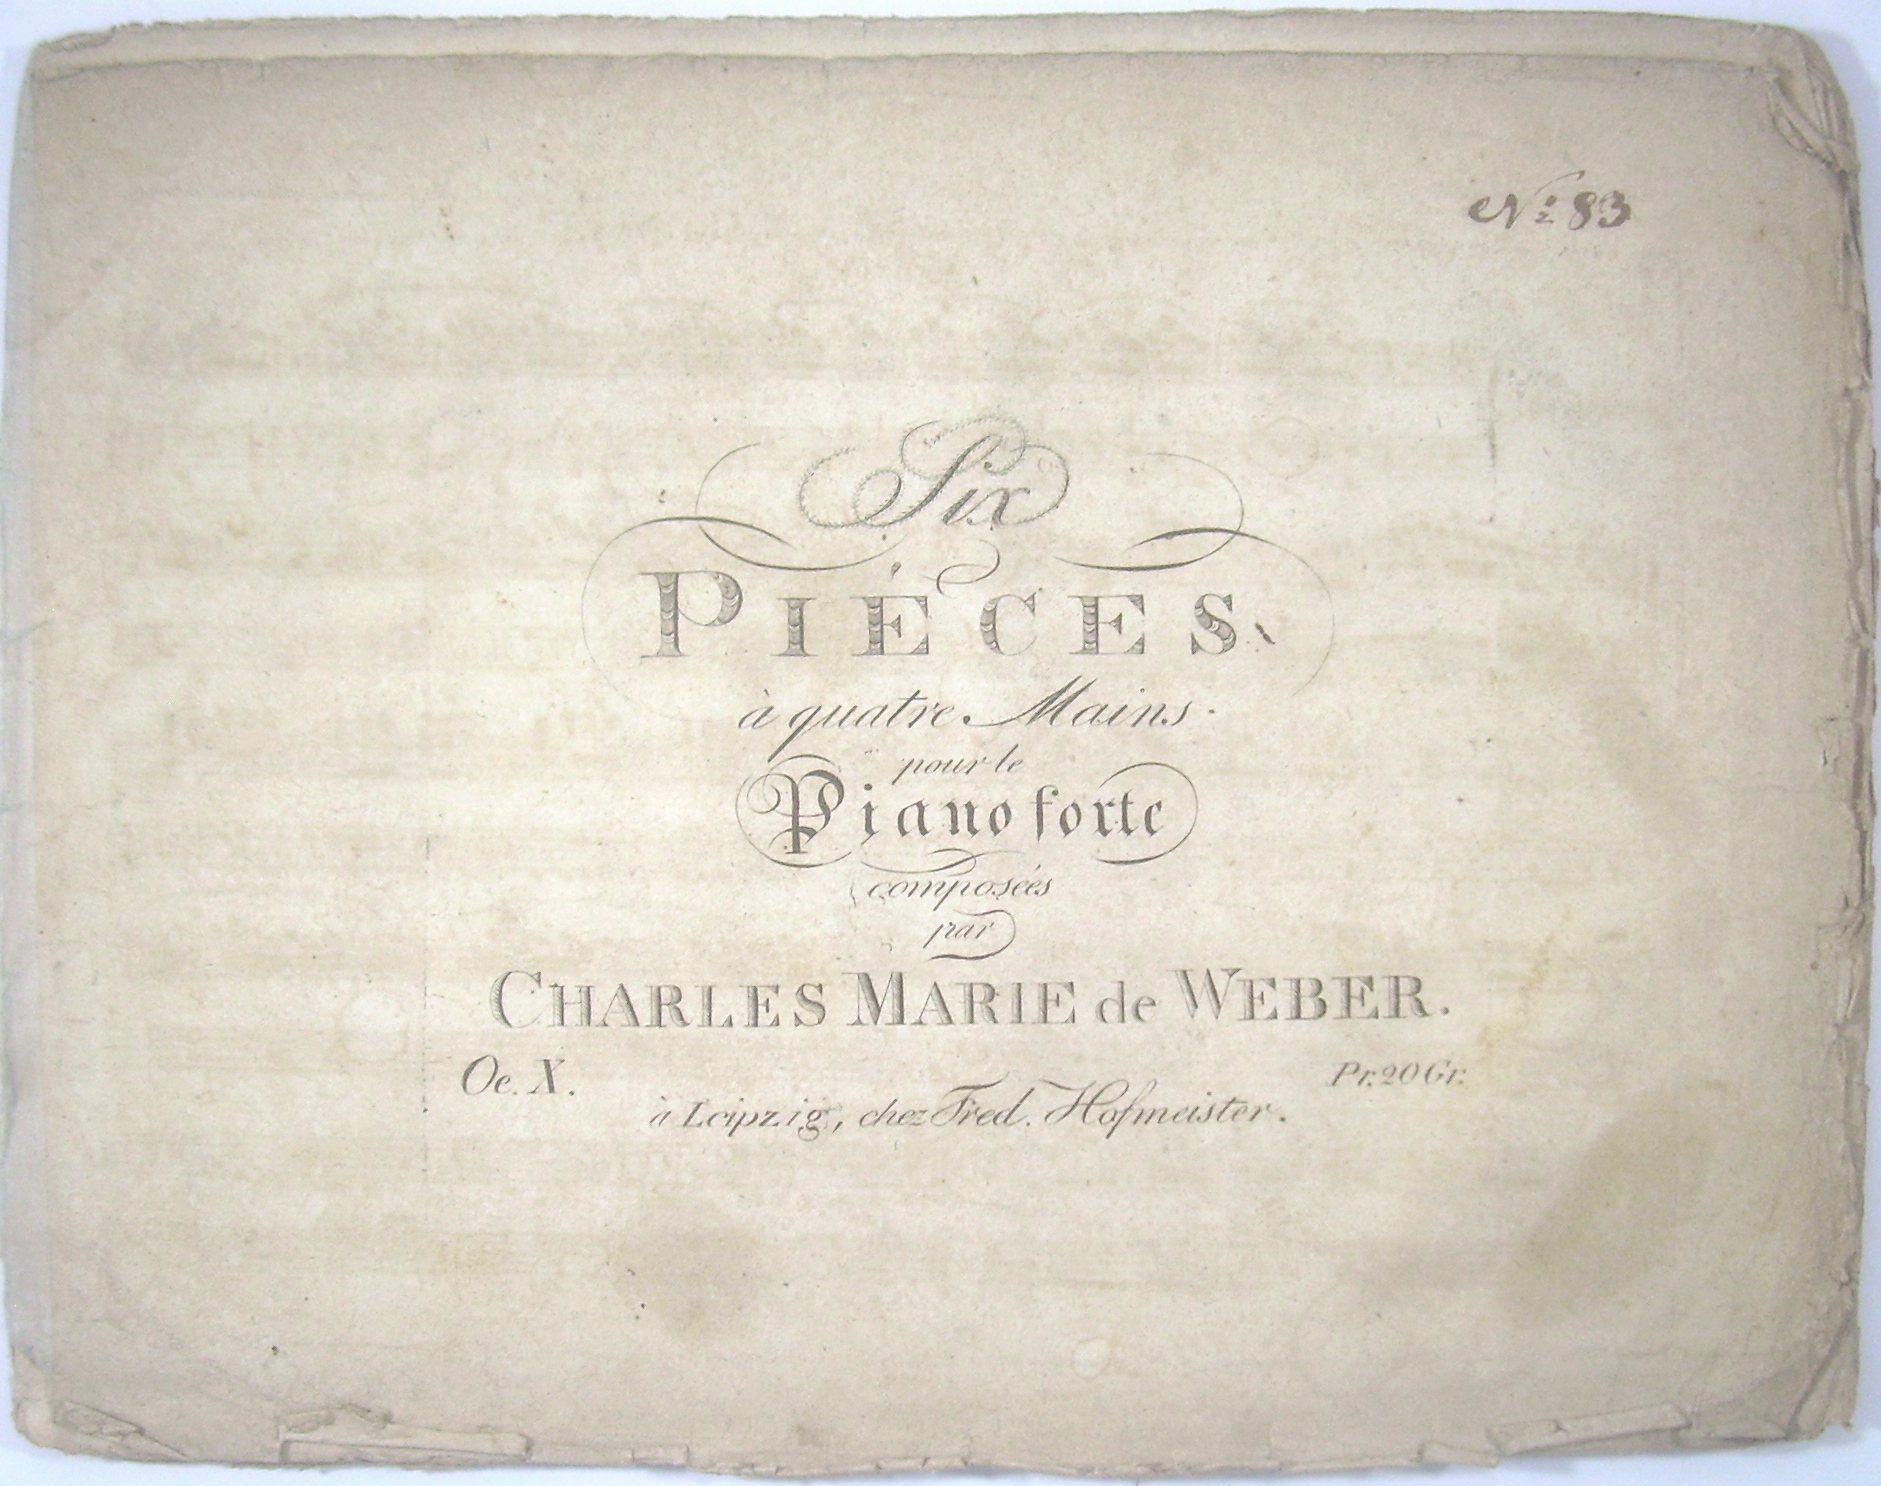 No. 83
Six
PIÉCES
à quatre Mains
pour le
Piano forte
composées
par
CHARLES MARIE de WEBER.
Oe. X.
Pr. 20 Gr.
à Leipzig, chez Fred. Hofmeister.